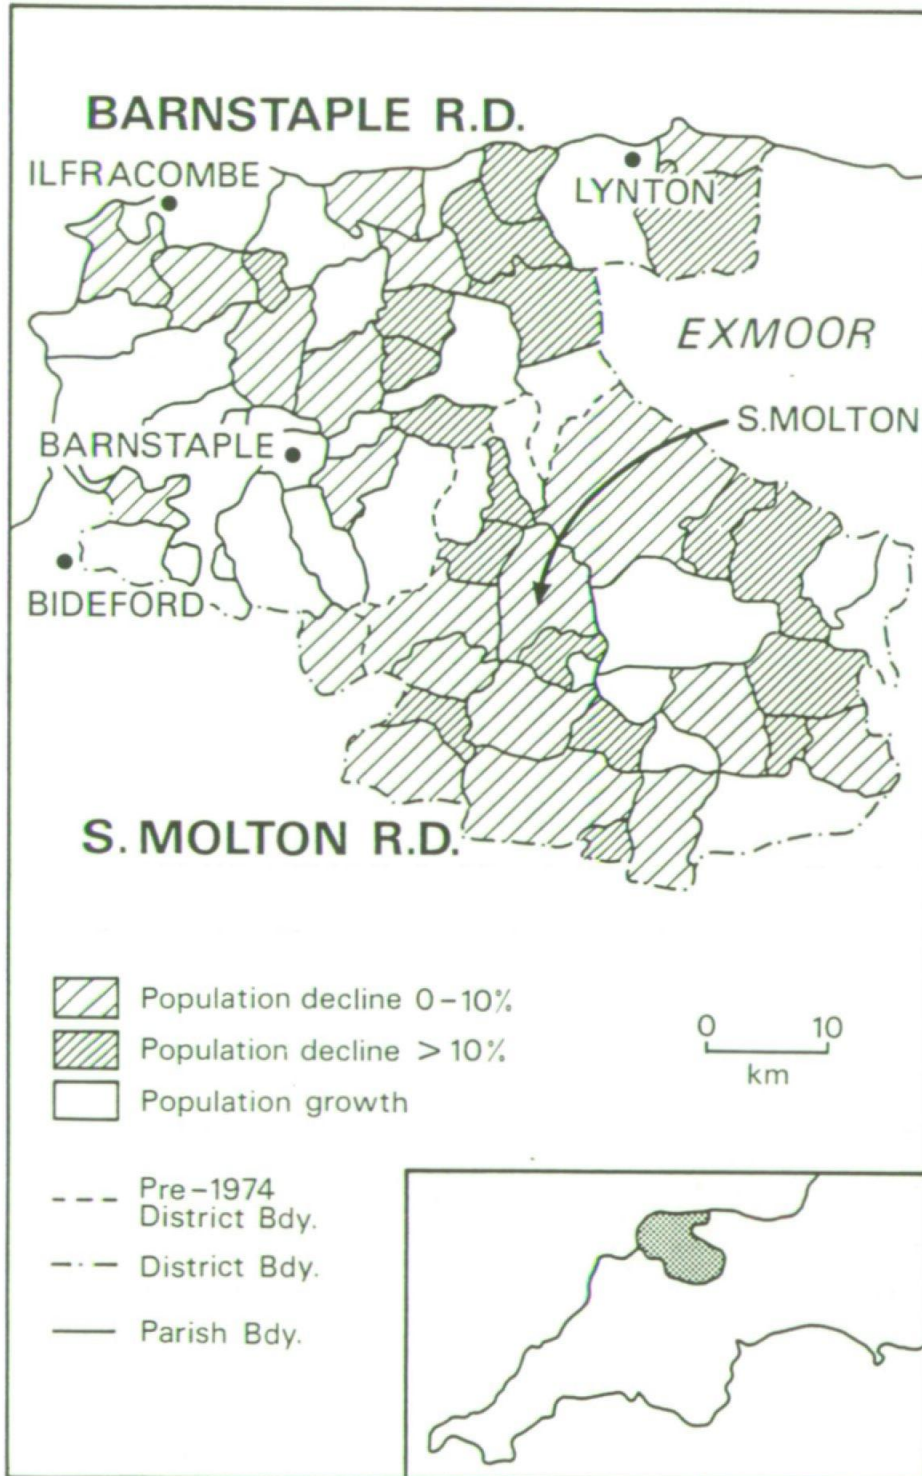 BARNSTAPLE R.D.
ILFRACOMBE
LYNTON
EXMOOR
S.MOLTON
BARNSTAPLE
BIDEFORD
S. MOLTON R.D.
Population decline 0-10%
Population decline > 10%
Population growth
0 10
km
Pre-1974
District Bdy.
District Bdy.
Parish Bdy.